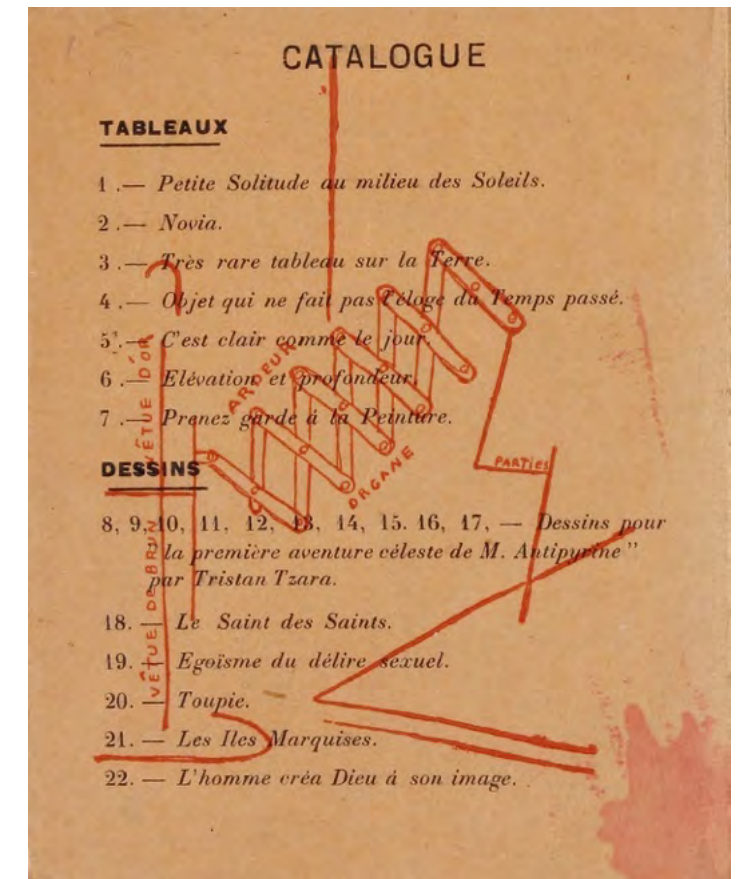 CATALOGUE
TABLEAUX
1.— Petite Solitude au milieu des Soleils.
2.— Novia.
3.— Très rare tableau sur la Terre.
4.— Objet qui ne fait pas l'éloge du Temps passé.
5.— C'est clair comme le jour.
6.— Elévation et profondeur.
7.— Prenez garde á la Peinture.
DESSINS
8, 9, 10, 11, 12, 13, 14, 15. 16, 17, — Dessins pour
la première aventure céleste de M. Antipyrine"
par Tristan Tzara.
18. — Le Saint des Saints.
19. — Egoïsme du délire sexuel.
20. — Toupie.
21. — Les Iles Marquises.
22. — L'homme créa Dieu á son image.
VÊTUE DE BRUN VÊTUE D'OR
ARDEUR
ORGANE
PARTIES